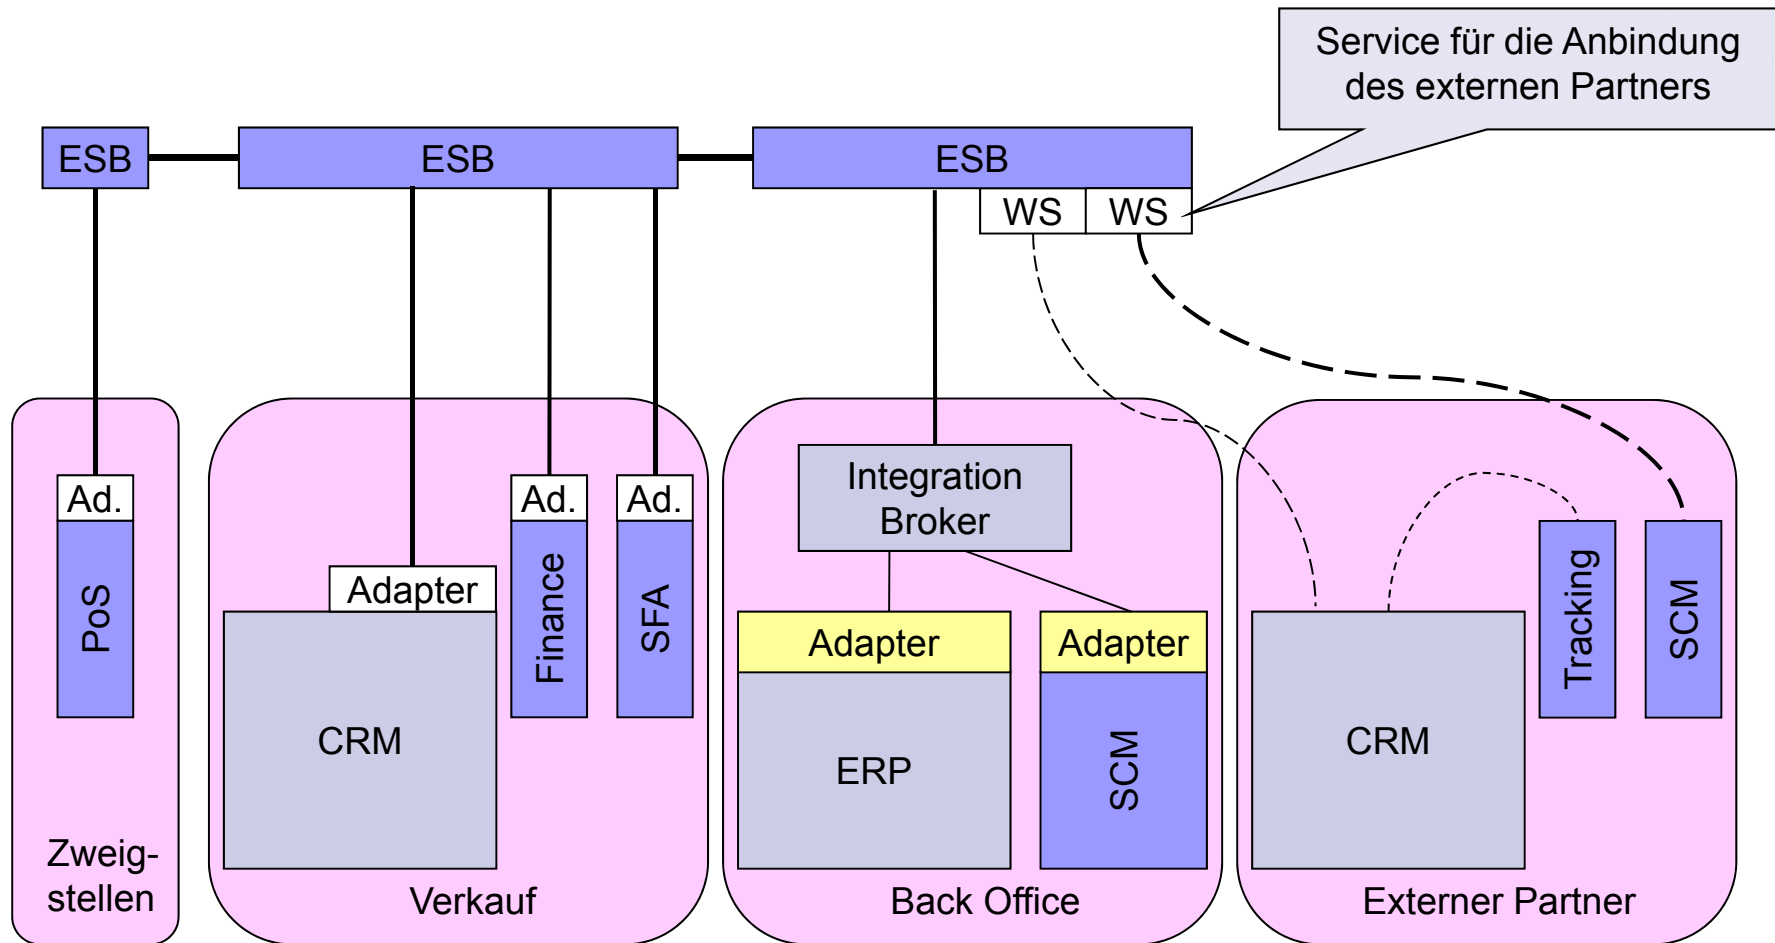 Service für die Anbindung
des externen Partners
ESB
ESB
ESB
WS
WS
Ad.
PoS
Zweig-
stellen
Adapter
CRM
Ad.
Finance
Ad.
SFA
Verkauf
Integration
Broker
Adapter
ERP
Adapter
SCM
Back Office
CRM
Tracking
SCM
Externer Partner